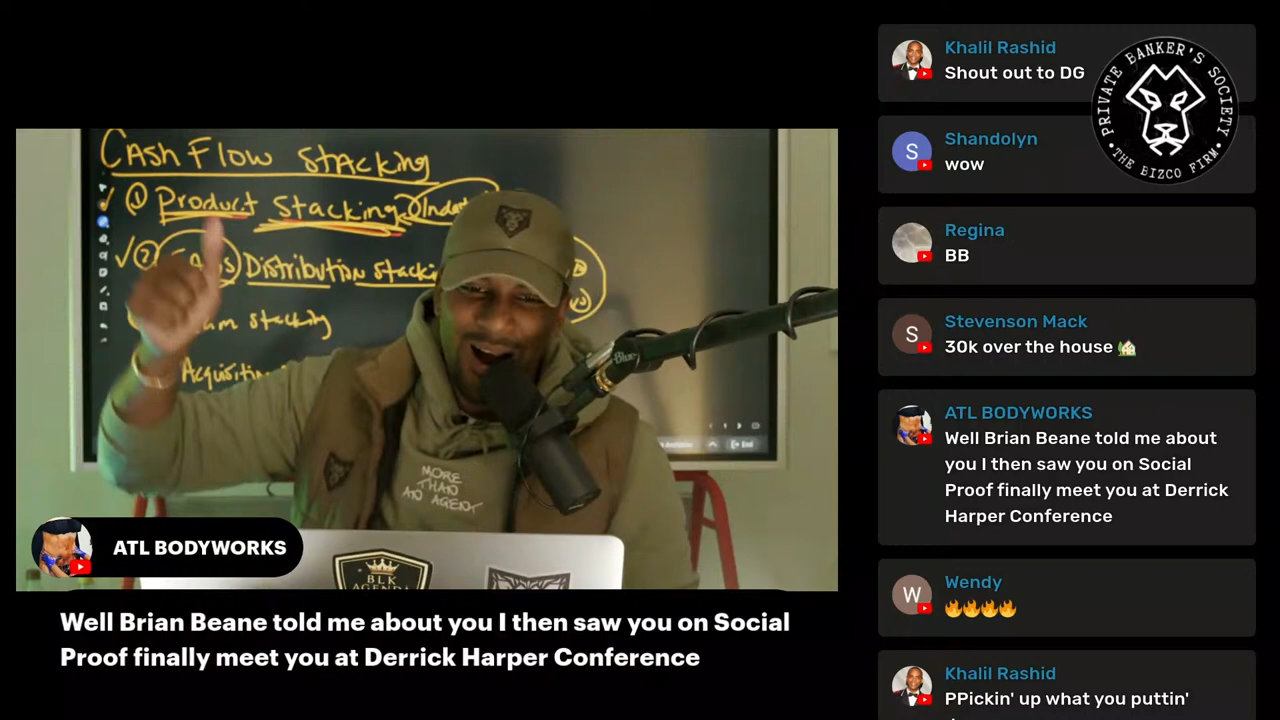 Cash Flow Stacking
① Product Stacking
Distribution Stacki
stacking
MORE
THAN
AN AGENT
BLK
AGENDA
End
ATL BODYWORKS
Well Brian Beane told me about you I then saw you on Social
Proof finally meet you at Derrick Harper Conference
Khalil Rashid
Shout out to DG
PRIVATE BANKER'S SOCIETY
• THE BIZCO FIRM •
S
Shandolyn
wow
Regina
BB
S
Stevenson Mack
30k over the house 🏡
ATL BODYWORKS
Well Brian Beane told me about
you I then saw you on Social
Proof finally meet you at Derrick
Harper Conference
W
Wendy
🔥🔥🔥🔥
Khalil Rashid
PPickin' up what you puttin'